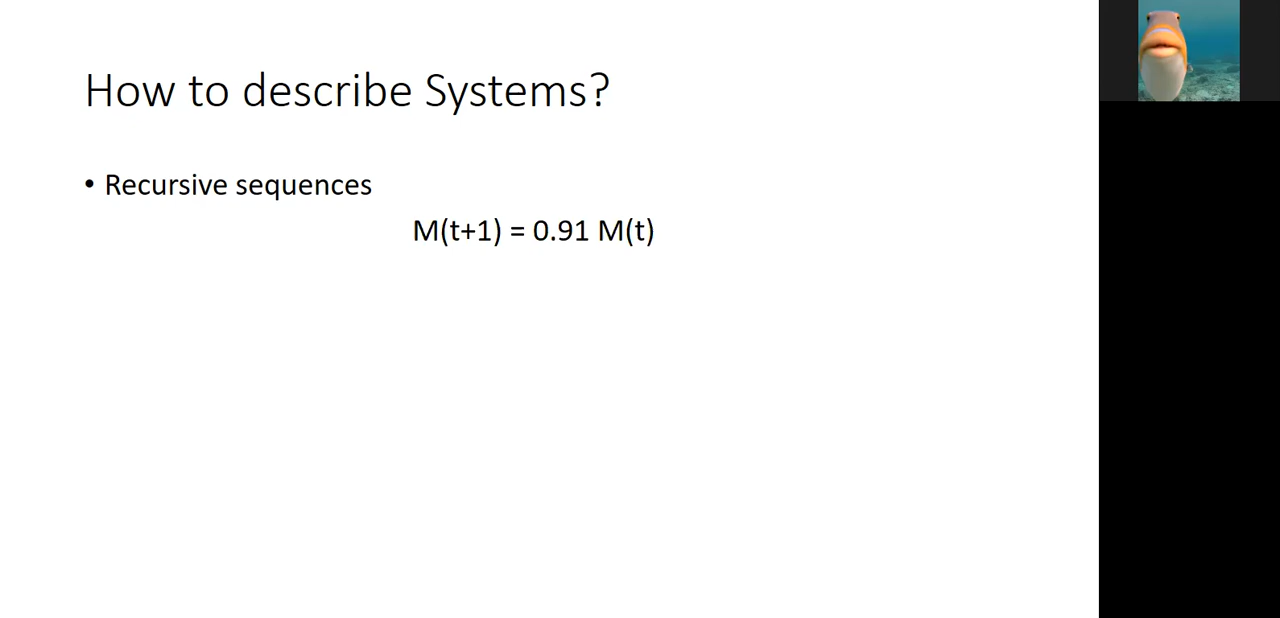 How to describe Systems?
• Recursive sequences
M(t+1) = 0.91 M(t)